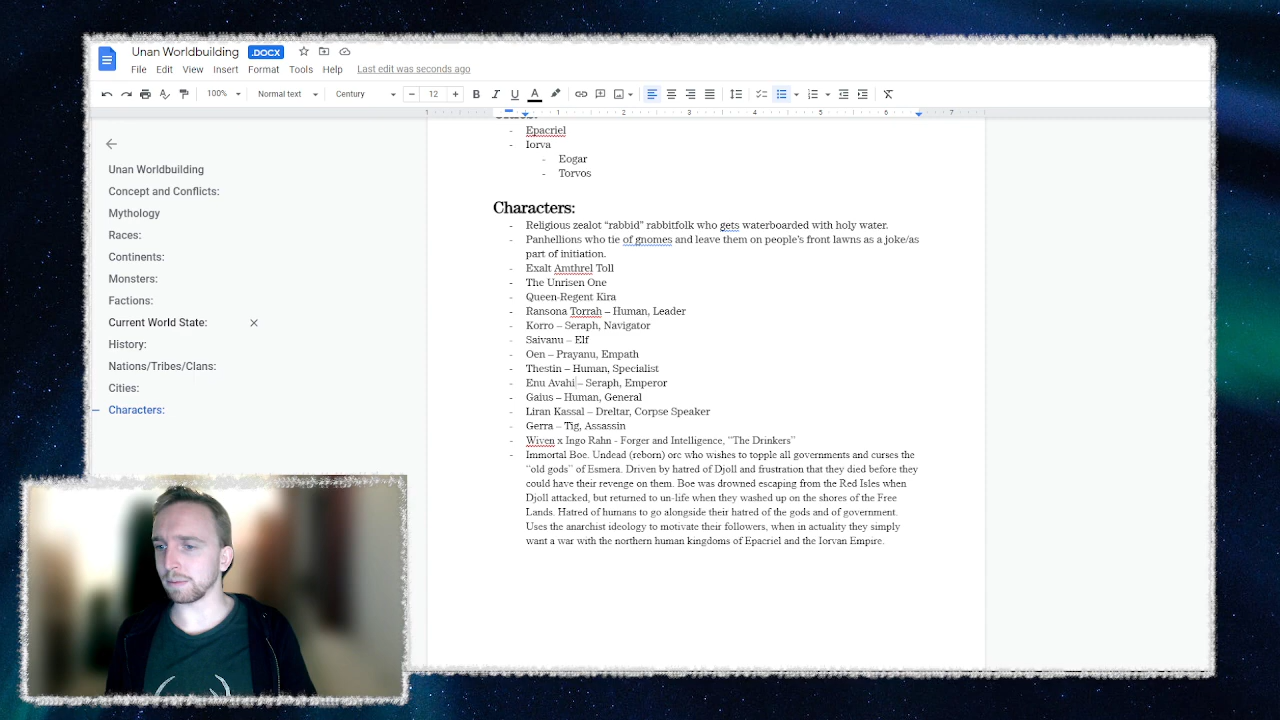 Unan Worldbuilding .DOCX
File Edit View Insert Format Tools Help Last edit was seconds ago
100% Normal text Century 12 B I U A
1 1 2 3 4 5 6 7
Unan Worldbuilding
Concept and Conflicts:
Mythology
Races:
Continents:
Monsters:
Factions:
Current World State:
History:
Nations/Tribes/Clans:
Cities:
Characters:
- Epacriel
- Iorva
- Eogar
- Torvos
Characters:
- Religious zealot “rabbid” rabbitfolk who gets waterboarded with holy water.
- Panhellions who tie of gnomes and leave them on people’s front lawns as a joke/as
part of initiation.
- Exalt Amthrel Toll
- The Unrisen One
- Queen-Regent Kira
- Ransona Torrah – Human, Leader
- Korro – Seraph, Navigator
- Saivanu – Elf
- Oen – Prayanu, Empath
- Thestin – Human, Specialist
- Enu Avahi – Seraph, Emperor
- Gaius – Human, General
- Liran Kassal – Dreltar, Corpse Speaker
- Gerra – Tig, Assassin
- Wiven x Ingo Rahn - Forger and Intelligence, "The Drinkers"
- Immortal Boe. Undead (reborn) orc who wishes to topple all governments and curses the
"old gods" of Esmera. Driven by hatred of Djoll and frustration that they died before they
could have their revenge on them. Boe was drowned escaping from the Red Isles when
Djoll attacked, but returned to un-life when they washed up on the shores of the Free
Lands. Hatred of humans to go alongside their hatred of the gods and of government.
Uses the anarchist ideology to motivate their followers, when in actuality they simply
want a war with the northern human kingdoms of Epacriel and the Iorvan Empire.